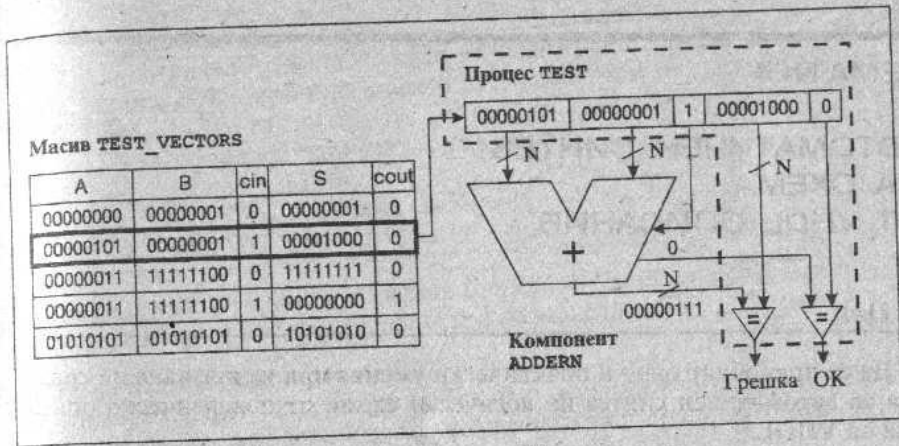 Процес TEST
00000101 00000001 1 00001000 0
Масив TEST_VECTORS
N N N
A B cin S cout
00000000 00000001 0 00000001 0
00000101 00000001 1 00001000 0
00000011 11111100 0 11111111 0
00000011 11111100 1 00000000 1
01010101 01010101 0 10101010 0
+
0
N
00000111
= =
Компонент
ADDERN
Грешка OK